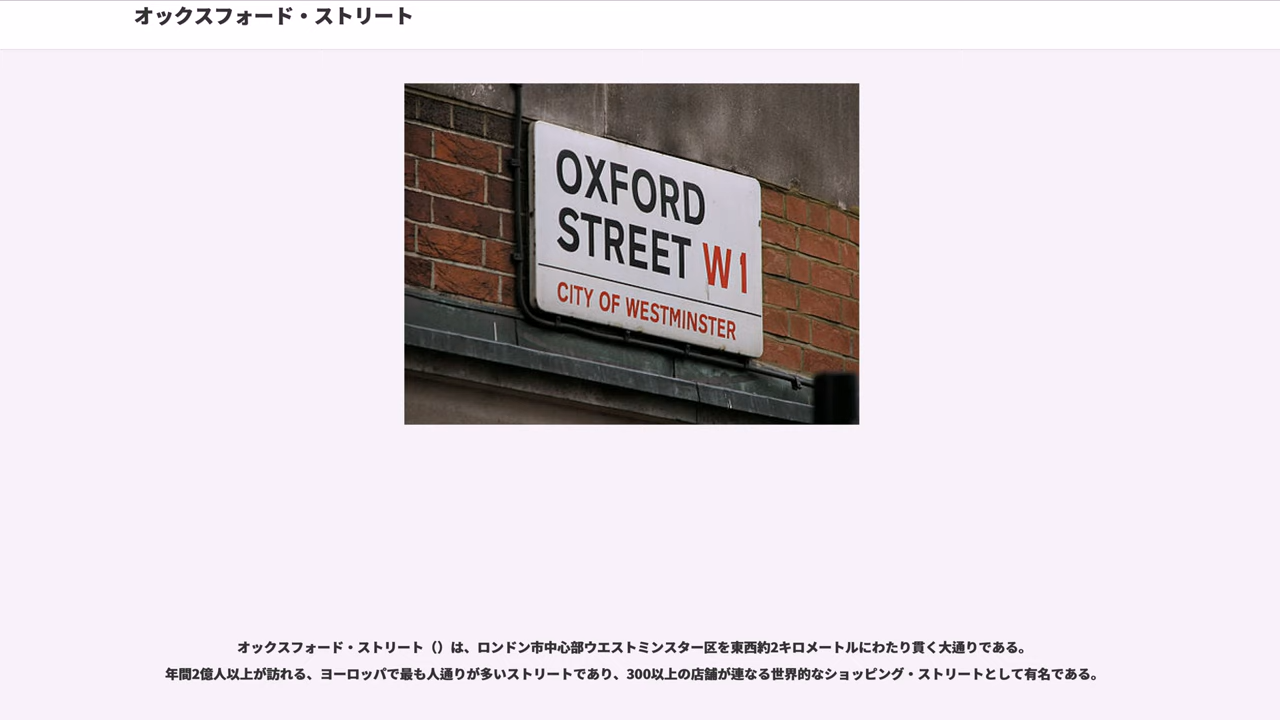 オックスフォード・ストリート
OXFORD
STREET W1
CITY OF WESTMINSTER
オックスフォード・ストリート（）は、ロンドン市中心部ウエストミンスター区を東西約2キロメートルにわたり貫く大通りである。
年間2億人以上が訪れる、ヨーロッパで最も人通りが多いストリートであり、300以上の店舗が連なる世界的なショッピング・ストリートとして有名である。